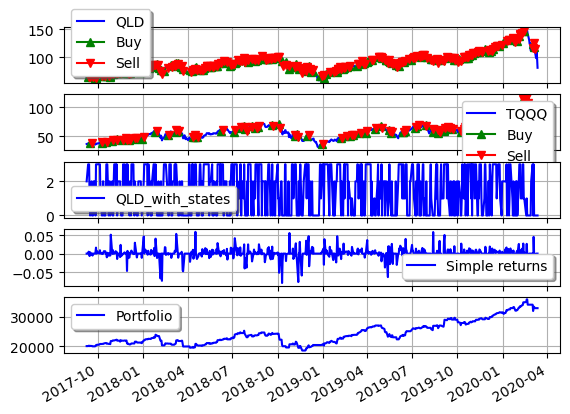 150
100
QLD
Buy
Sell
100
50
TQQQ
Buy
Sell
2
0
QLD_with_states
0.05
0.00
−0.05
Simple returns
30000
20000
Portfolio
2017-10
2018-01
2018-04
2018-07
2018-10
2019-01
2019-04
2019-07
2019-10
2020-01
2020-04